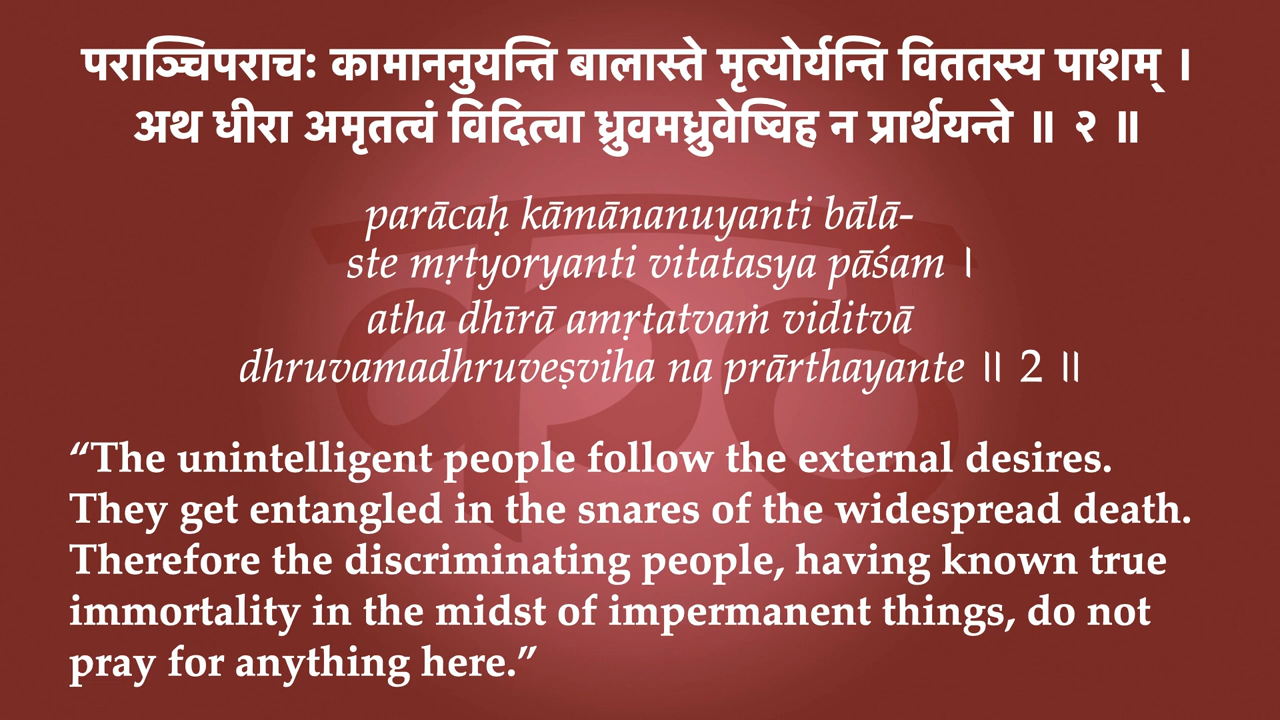 पराञ्चिपराचः कामाननुयन्ति बालास्ते मृत्योर्यन्ति विततस्य पाशम् ।
अथ धीरा अमृतत्वं विदित्वा ध्रुवमध्रुवेष्विह न प्रार्थयन्ते ॥ २ ॥
parācaḥ kāmānanuyanti bālā-
ste mṛtyoryanti vitatasya pāśam ।
atha dhīrā amṛtatvaṁ viditvā
dhruvamadhruveṣviha na prārthayante ॥ 2 ॥
“The unintelligent people follow the external desires.
They get entangled in the snares of the widespread death.
Therefore the discriminating people, having known true
immortality in the midst of impermanent things, do not
pray for anything here.”
कठ